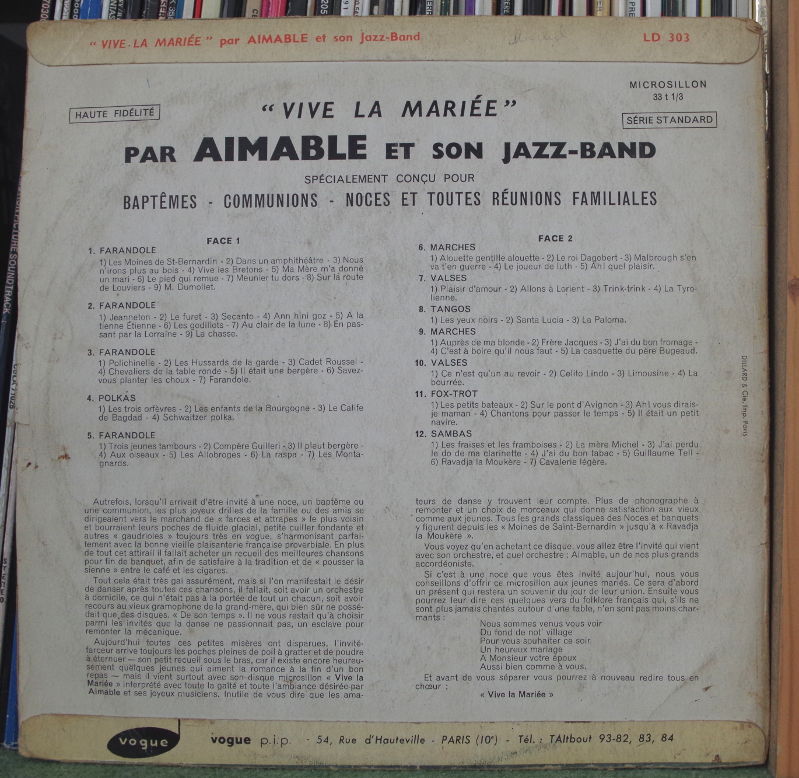 " VIVE LA MARIÉE " par AIMABLE et son Jazz-Band
LD 303
MICROSILLON
33 t 1/3
HAUTE FIDÉLITÉ
SÉRIE STANDARD
" VIVE LA MARIÉE "
PAR AIMABLE ET SON JAZZ-BAND
SPÉCIALEMENT CONÇU POUR
BAPTÊMES - COMMUNIONS - NOCES ET TOUTES RÉUNIONS FAMILIALES
FACE 1
1. FARANDOLE
1) Les Moines de St-Bernardin - 2) Dans un amphithéâtre - 3) Nous
n'irons plus au bois - 4) Vive les Bretons - 5) Ma Mère m'a donné
un mari - 6) Le pied qui remue - 7) Meunier tu dors - 8) Sur la route
de Louviers - 9) M. Dumollet.
2. FARANDOLE
1) Jeanneton - 2) Le furet - 3) Secanto - 4) Ann hini goz - 5) A la
tienne Étienne - 6) Les godillots - 7) Au clair de la lune - 8) En pas-
sant par la Lorraine - 9) La chasse.
3. FARANDOLE
1) Polichinelle - 2) Les Hussards de la garde - 3) Cadet Roussel -
4) Chevaliers de la table ronde - 5) Il était une bergère - 6) Savez-
vous planter les choux - 7) Farandole.
4. POLKAS
1) Les trois orfèvres - 2) Les enfants de la Bourgogne - 3) Le Calife
de Bagdad - 4) Schwaitzer polka.
5. FARANDOLE
1) Trois jeunes tambours - 2) Compère Guilleri - 3) Il pleut bergère -
4) Aux oiseaux - 5) Les Allobroges - 6) La raspa - 7) Les Monta-
gnards.
FACE 2
6. MARCHES
1) Alouette gentille alouette - 2) Le roi Dagobert - 3) Malbrough s'en
va t'en guerre - 4) Le joueur de luth - 5) Ah! quel plaisir.
7. VALSES
1) Plaisir d'amour - 2) Allons à Lorient - 3) Trink-trink - 4) La Tyro-
lienne.
8. TANGOS
1) Les yeux noirs - 2) Santa Lucia - 3) La Paloma.
9. MARCHES
1) Auprès de ma blonde - 2) Frère Jacques - 3) J'ai du bon fromage -
4) C'est à boire qu'il nous faut - 5) La casquette du père Bugeaud.
10. VALSES
1) Ce n'est qu'un au revoir - 2) Celito Lindo - 3) Limousine - 4) La
bourrée.
11. FOX-TROT
1) Les petits bateaux - 2) Sur le pont d'Avignon - 3) Ah! vous dirais-
je maman - 4) Chantons pour passer le temps - 5) Il était un petit
navire.
12. SAMBAS
1) Les fraises et les framboises - 2) La mère Michel - 3) J'ai perdu
le do de ma clarinette - 4) J'ai du bon tabac - 5) Guillaume Tell -
6) Ravadja la Moukère - 7) Cavalerie légère.
DILLARD & Cie, Imp. Paris
Autrefois, lorsqu'il arrivait d'être invité à une noce, un baptême ou
une communion, les plus joyeux drilles de la famille ou des amis se
dirigeaient vers le marchand de « farces et attrapes » le plus voisin
et bourraient leurs poches de fluide glacial, petite cuiller fondante et
autres « gaudrioles » toujours très en vogue, s'harmonisant parfai-
tement avec la bonne vieille plaisanterie française proverbiale. En plus
de tout cet attirail il fallait acheter un recueil des meilleures chansons
pour fin de banquet, afin de satisfaire à la tradition et de « pousser la
sienne » entre le café et les cigares.
Tout cela était très gai assurément, mais si l'on manifestait le désir
de danser après toutes ces chansons, il fallait, soit avoir un orchestre
à domicile, ce qui n'était pas à la portée de tout un chacun, soit avoir
recours au vieux gramophone de la grand-mère, qui bien sûr ne possé-
dait que des disques « De son temps ». Il ne vous restait qu'à choisir
parmi les invités que la danse ne passionnait pas, un esclave pour
remonter la mécanique.
Aujourd'hui toutes ces petites misères ont disparues, l'invité-
farceur arrive toujours les poches pleines de poil à gratter et de poudre
à éternuer — son petit recueil sous le bras, car il existe encore heureu-
sement quelques jeunes qui aiment la romance à la fin d'un bon
repas — mais il vient surtout avec son disque microsillon « Vive la
Mariée » interprété avec toute la gaîté et toute l'ambiance désirée par
Aimable et ses joyeux musiciens. Inutile de vous dire que les ama-
teurs de danse y trouvent leur compte. Plus de phonographe à
remonter et un choix de morceaux qui donne satisfaction aux vieux
comme aux jeunes. Tous les grands classiques des Noces et banquets
y figurent depuis les « Moines de Saint-Bernardin » jusqu'à « Ravadja
la Moukère ».
Vous voyez qu'en achetant ce disque, vous allez être l'invité qui vient
avec son orchestre, et quel orchestre : Aimable, un de nos plus grands
accordéonistes.
Si c'est à une noce que vous êtes invité aujour'hui, nous vous
conseillons d'offrir ce microsillon aux jeunes mariés. Ce sera d'abord
un présent qui restera un souvenir du jour de leur union. Ensuite vous
pourrez leur dire ces quelques vers du folklore français qui, s'ils ne
sont plus jamais chantés autour d'une table, n'en sont pas moins char-
mants :
Nous sommes venus vous voir
Du fond de not' village
Pour vous souhaiter ce soir
Un heureux mariage
A Monsieur votre époux
Aussi bien comme à vous.
Et avant de vous séparer vous pourrez à nouveau redire tous en
chœur :
« Vive la Mariée »
vogue
vogue p.i.p. - 54, Rue d'Hauteville - PARIS (10e) - Tél. : TAItbout 93-82, 83, 84